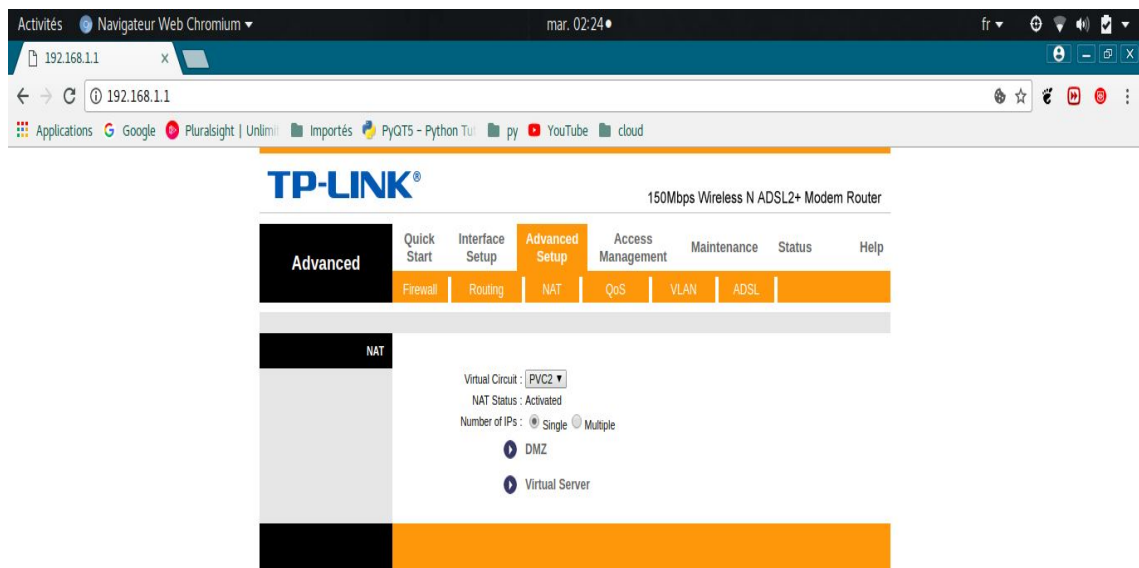 Activités Navigateur Web Chromium mar. 02:24 fr
192.168.1.1
192.168.1.1
Applications Google Pluralsight | Unlimi Importés PyQT5 - Python Tu py YouTube cloud
TP-LINK®
150Mbps Wireless N ADSL2+ Modem Router
Advanced
Quick Start Interface Setup Advanced Setup Access Management Maintenance Status Help
Firewall Routing NAT QoS VLAN ADSL
NAT
Virtual Circuit : PVC2
NAT Status : Activated
Number of IPs : Single Multiple
DMZ
Virtual Server